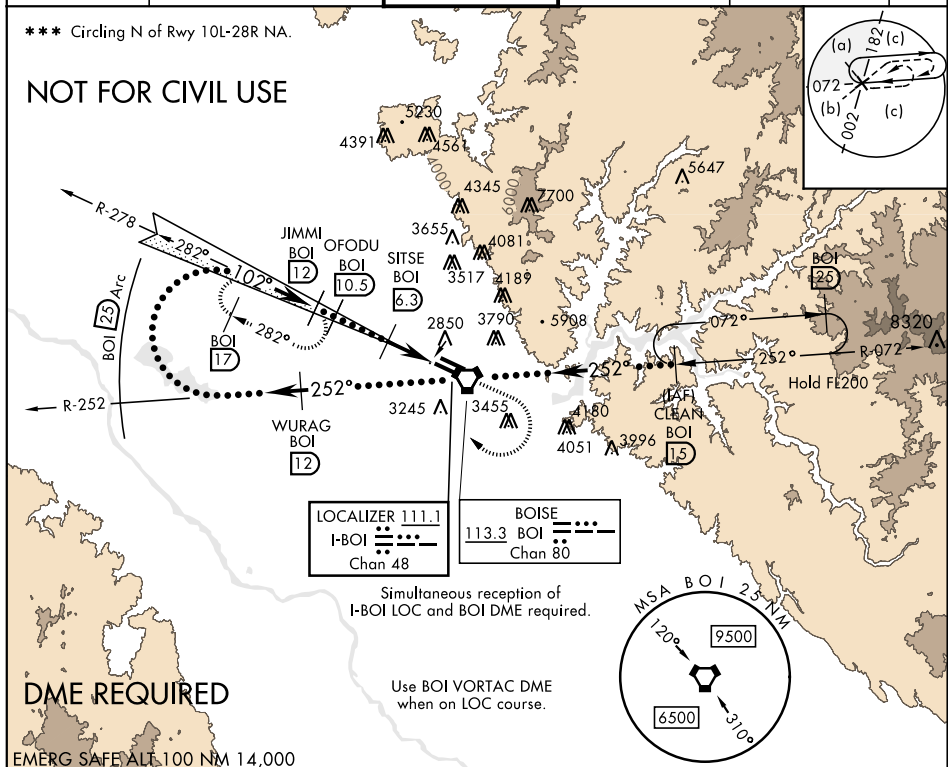 *** Circling N of Rwy 10L-28R NA.
NOT FOR CIVIL USE
(a)
182
(c)
072
(b)
(c)
002
5230
4391
4561
4000
6000
5647
4345
7700
R-278
282°
102°
JIMMI
BOI
12
OFODU
BOI
10.5
SITSE
BOI
6.3
3655
4081
3517
4189
BOI
25
BOI 25 Arc
BOI
17
282°
2850
3790
5908
072°
8320
252°
R-072
Hold FL200
252°
252°
R-252
WURAG
BOI
12
3245
3455
4180
4051
(IAF)
CLEAN
BOI
15
3996
LOCALIZER 111.1
I-BOI
Chan 48
BOISE
113.3 BOI
Chan 80
Simultaneous reception of
I-BOI LOC and BOI DME required.
MSA BOI 25 NM
120°
9500
6500
310°
DME REQUIRED
Use BOI VORTAC DME
when on LOC course.
EMERG SAFE ALT 100 NM 14,000